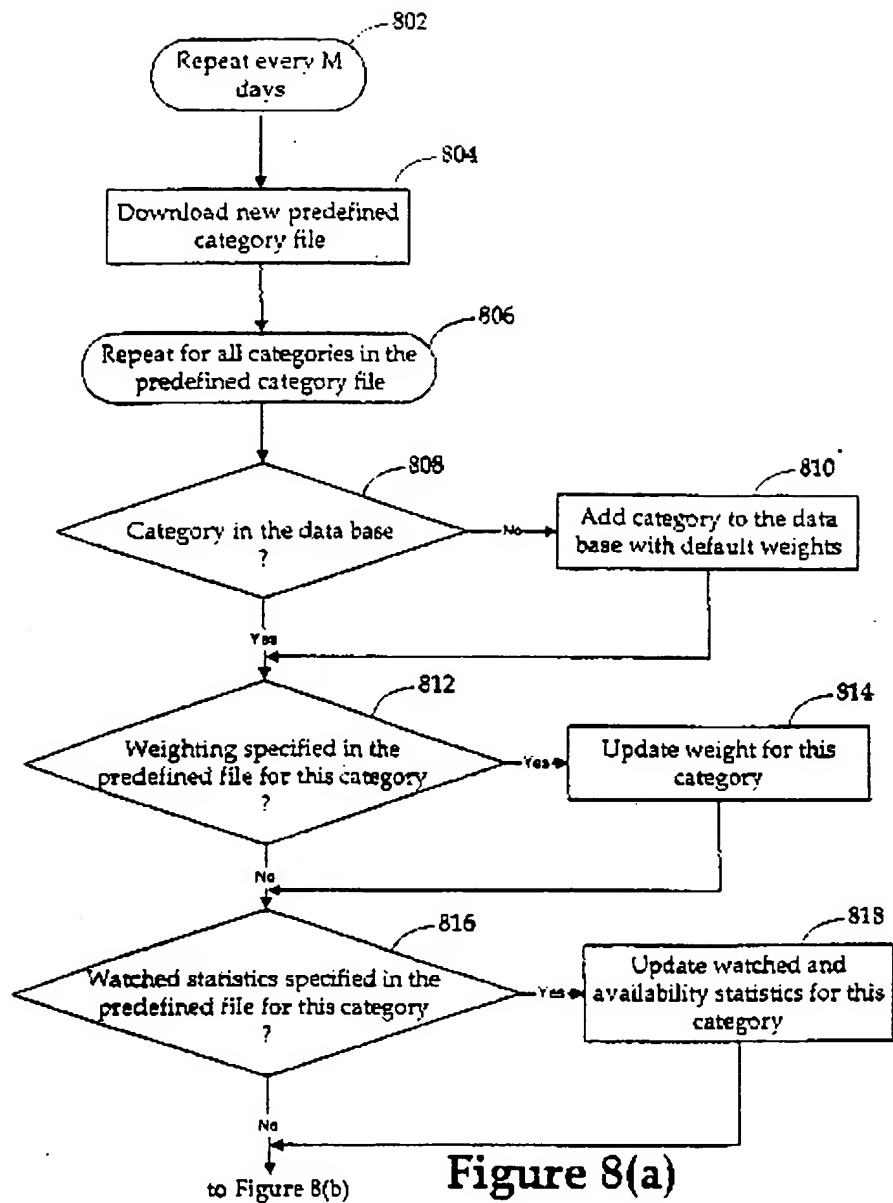 802
Repeat every M
days
804
Download new predefined
category file
806
Repeat for all categories in the
predefined category file
808
Category in the data base
?
No
810
Add category to the data
base with default weights
Yes
812
Weighting specified in the
predefined file for this category
?
Yes
814
Update weight for this
category
No
816
Watched statistics specified in the
predefined file for this category
?
Yes
818
Update watched and
availability statistics for this
category
No
to Figure 8(b)
Figure 8(a)